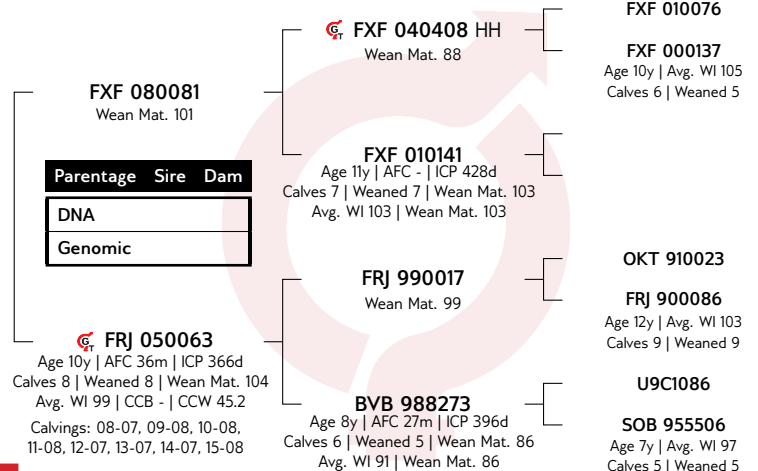 FXF 080081
Wean Mat. 101
Parentage Sire Dam
DNA
Genomic
GT FRJ 050063
Age 10y | AFC 36m | ICP 366d
Calves 8 | Weaned 8 | Wean Mat. 104
Avg. WI 99 | CCB - | CCW 45.2
Calvings: 08-07, 09-08, 10-08,
11-08, 12-07, 13-07, 14-07, 15-08
GT FXF 040408 HH
Wean Mat. 88
FXF 010141
Age 11y | AFC - | ICP 428d
Calves 7 | Weaned 7 | Wean Mat. 103
Avg. WI 103 | Wean Mat. 103
FRJ 990017
Wean Mat. 99
BVB 988273
Age 8y | AFC 27m | ICP 396d
Calves 6 | Weaned 5 | Wean Mat. 86
Avg. WI 91 | Wean Mat. 86
FXF 010076
FXF 000137
Age 10y | Avg. WI 105
Calves 6 | Weaned 5
OKT 910023
FRJ 900086
Age 12y | Avg. WI 103
Calves 9 | Weaned 9
U9C1086
SOB 955506
Age 7y | Avg. WI 97
Calves 5 | Weaned 5